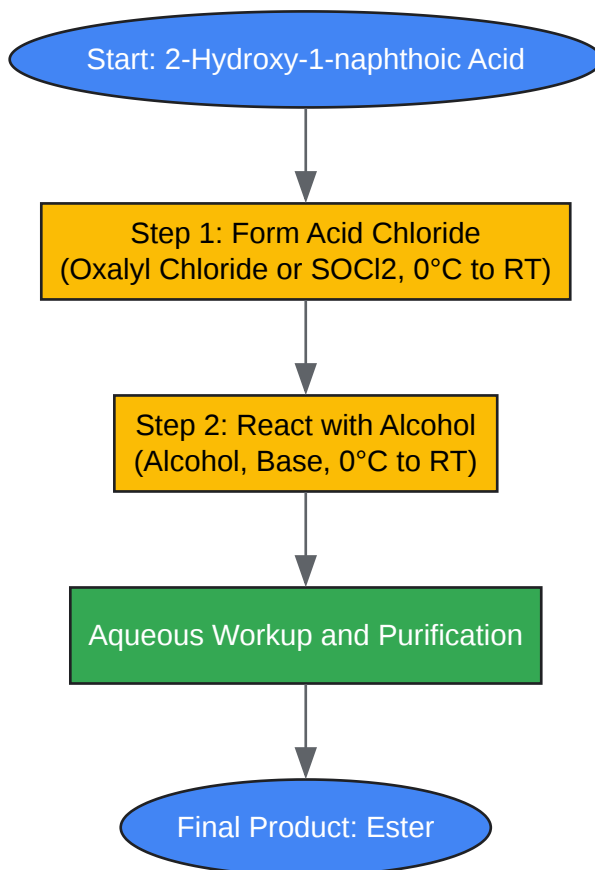 Start: 2-Hydroxy-1-naphthoic Acid
Step 1: Form Acid Chloride
(Oxalyl Chloride or SOCl2, 0°C to RT)
Step 2: React with Alcohol
(Alcohol, Base, 0°C to RT)
Aqueous Workup and Purification
Final Product: Ester